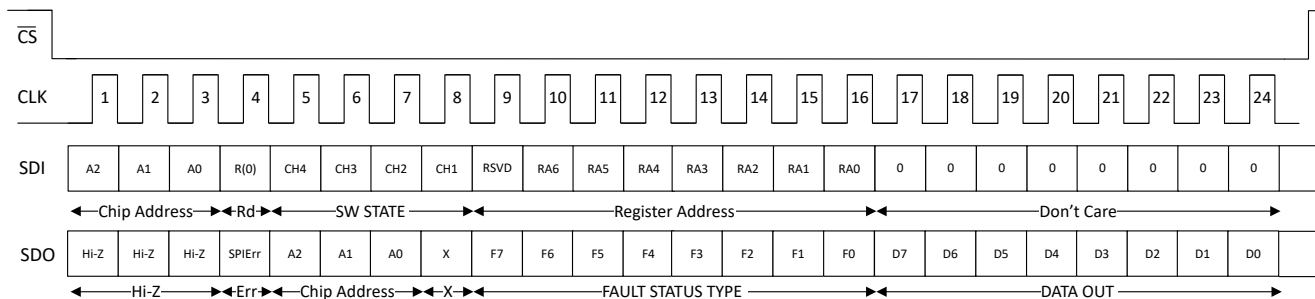 CS
CLK 1 2 3 4 5 6 7 8 9 10 11 12 13 14 15 16 17 18 19 20 21 22 23 24
SDI A2 A1 A0 R(0) CH4 CH3 CH2 CH1 RSVD RA6 RA5 RA4 RA3 RA2 RA1 RA0 0 0 0 0 0 0 0 0
Chip Address Rd SW STATE Register Address Don't Care
SDO Hi-Z Hi-Z Hi-Z SPIErr A2 A1 A0 X F7 F6 F5 F4 F3 F2 F1 F0 D7 D6 D5 D4 D3 D2 D1 D0
Hi-Z Err Chip Address X FAULT STATUS TYPE DATA OUT